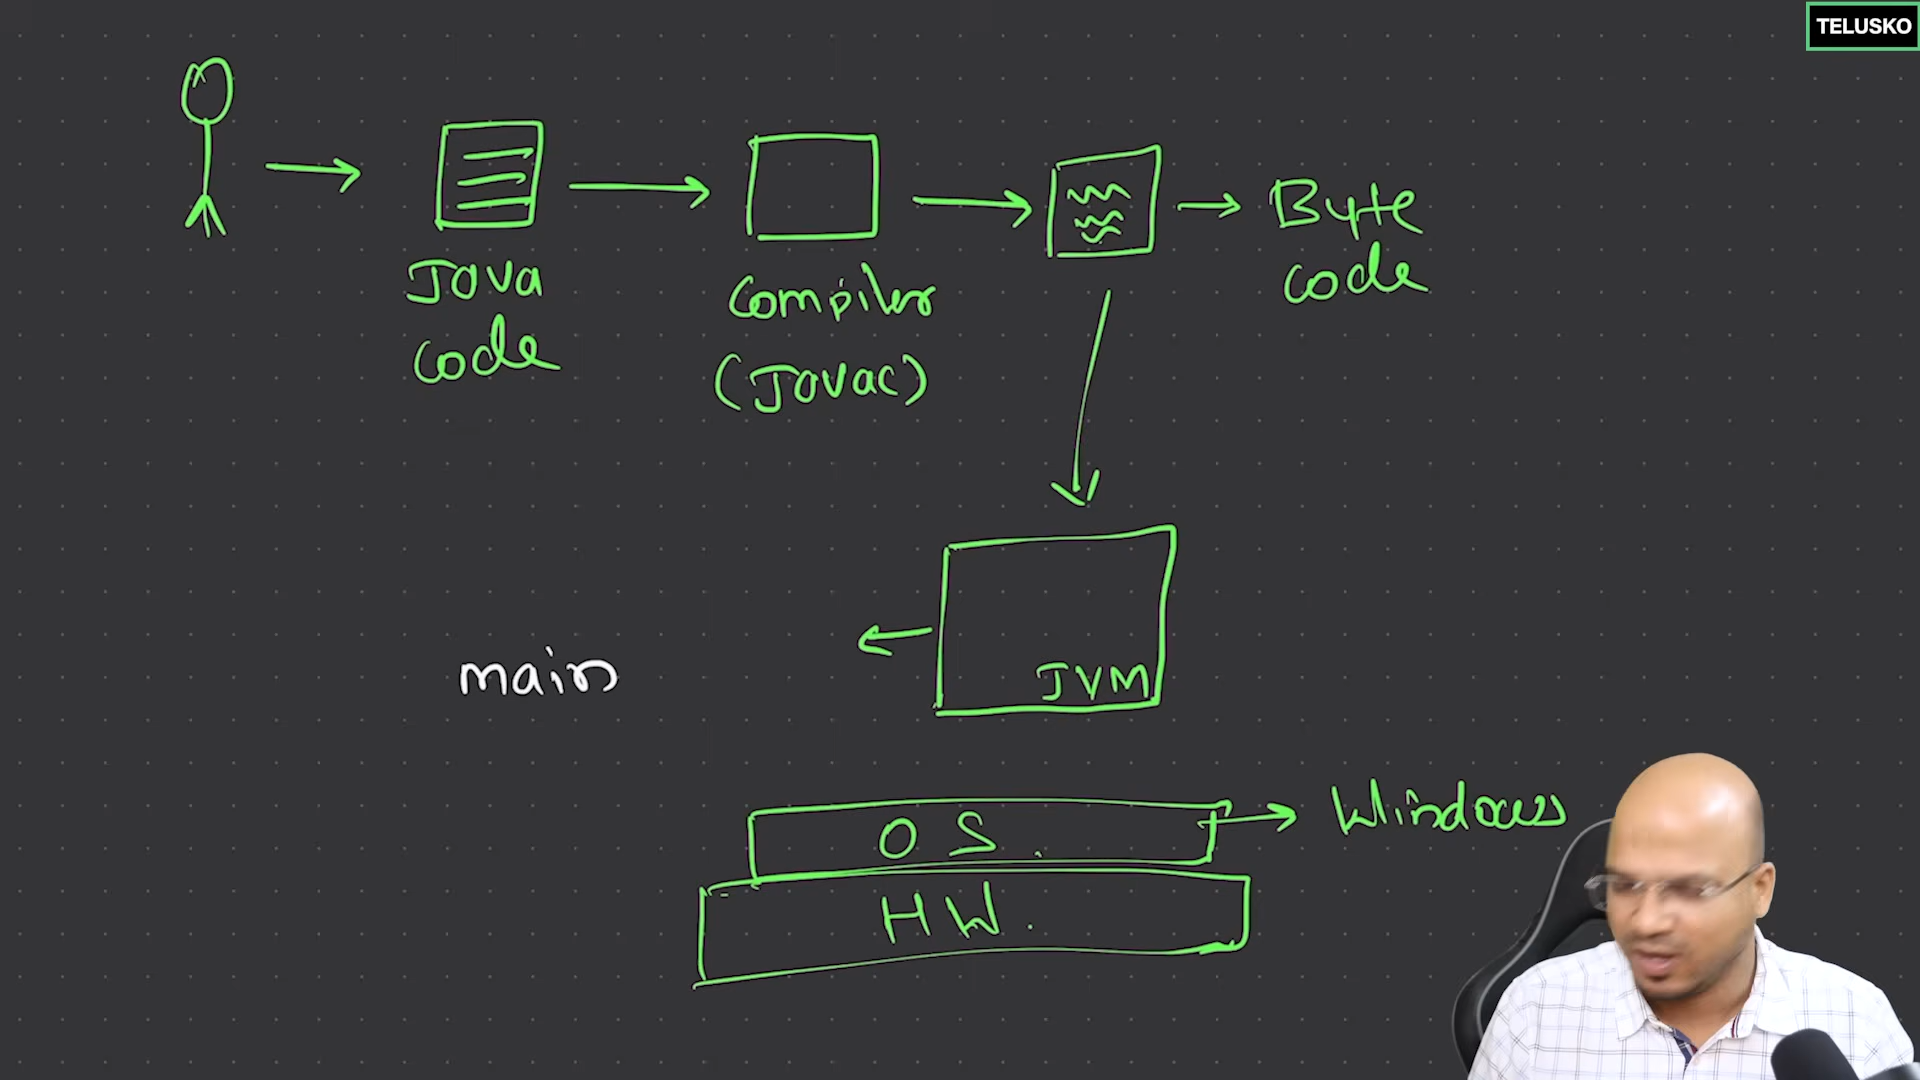 TELUSKO
Java
code
Compiler
(Javac)
Byte
code
JVM
main
OS.
Windows
HW.